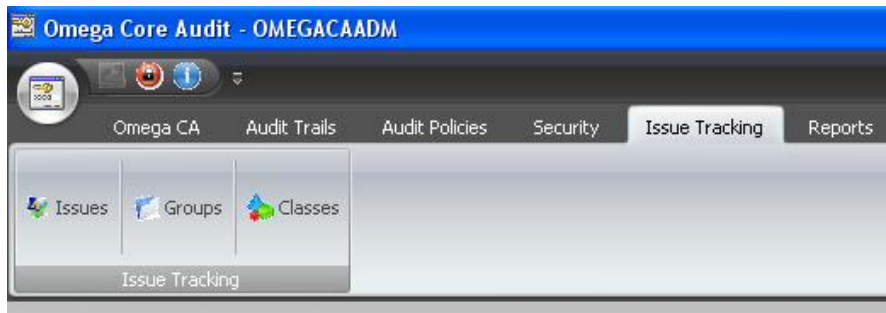 Omega Core Audit - OMEGACAADM
Omega CA Audit Trails Audit Policies Security Issue Tracking Reports
Issues Groups Classes
Issue Tracking